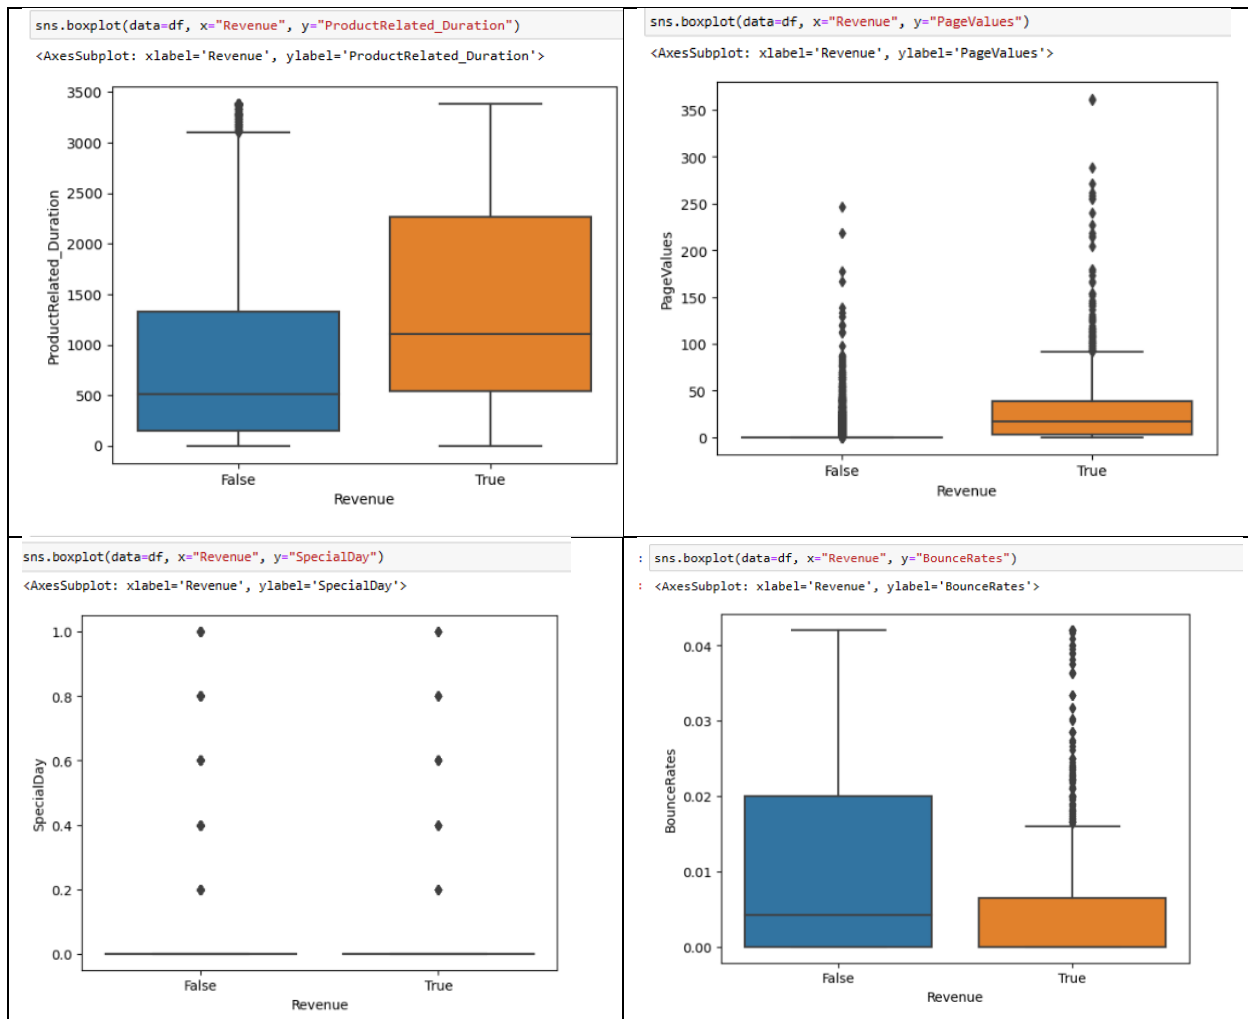 sns.boxplot(data=df, x="Revenue", y="ProductRelated_Duration")
<AxesSubplot: xlabel='Revenue', ylabel='ProductRelated_Duration'>
3500
3000
2500
2000
1500
1000
500
0
ProductRelated_Duration
False
True
Revenue
sns.boxplot(data=df, x="Revenue", y="PageValues")
<AxesSubplot: xlabel='Revenue', ylabel='PageValues'>
350
300
250
200
150
100
50
0
PageValues
False
True
Revenue
sns.boxplot(data=df, x="Revenue", y="SpecialDay")
<AxesSubplot: xlabel='Revenue', ylabel='SpecialDay'>
1.0
0.8
0.6
0.4
0.2
0.0
SpecialDay
False
True
Revenue
: sns.boxplot(data=df, x="Revenue", y="BounceRates")
: <AxesSubplot: xlabel='Revenue', ylabel='BounceRates'>
0.04
0.03
0.02
0.01
0.00
BounceRates
False
True
Revenue